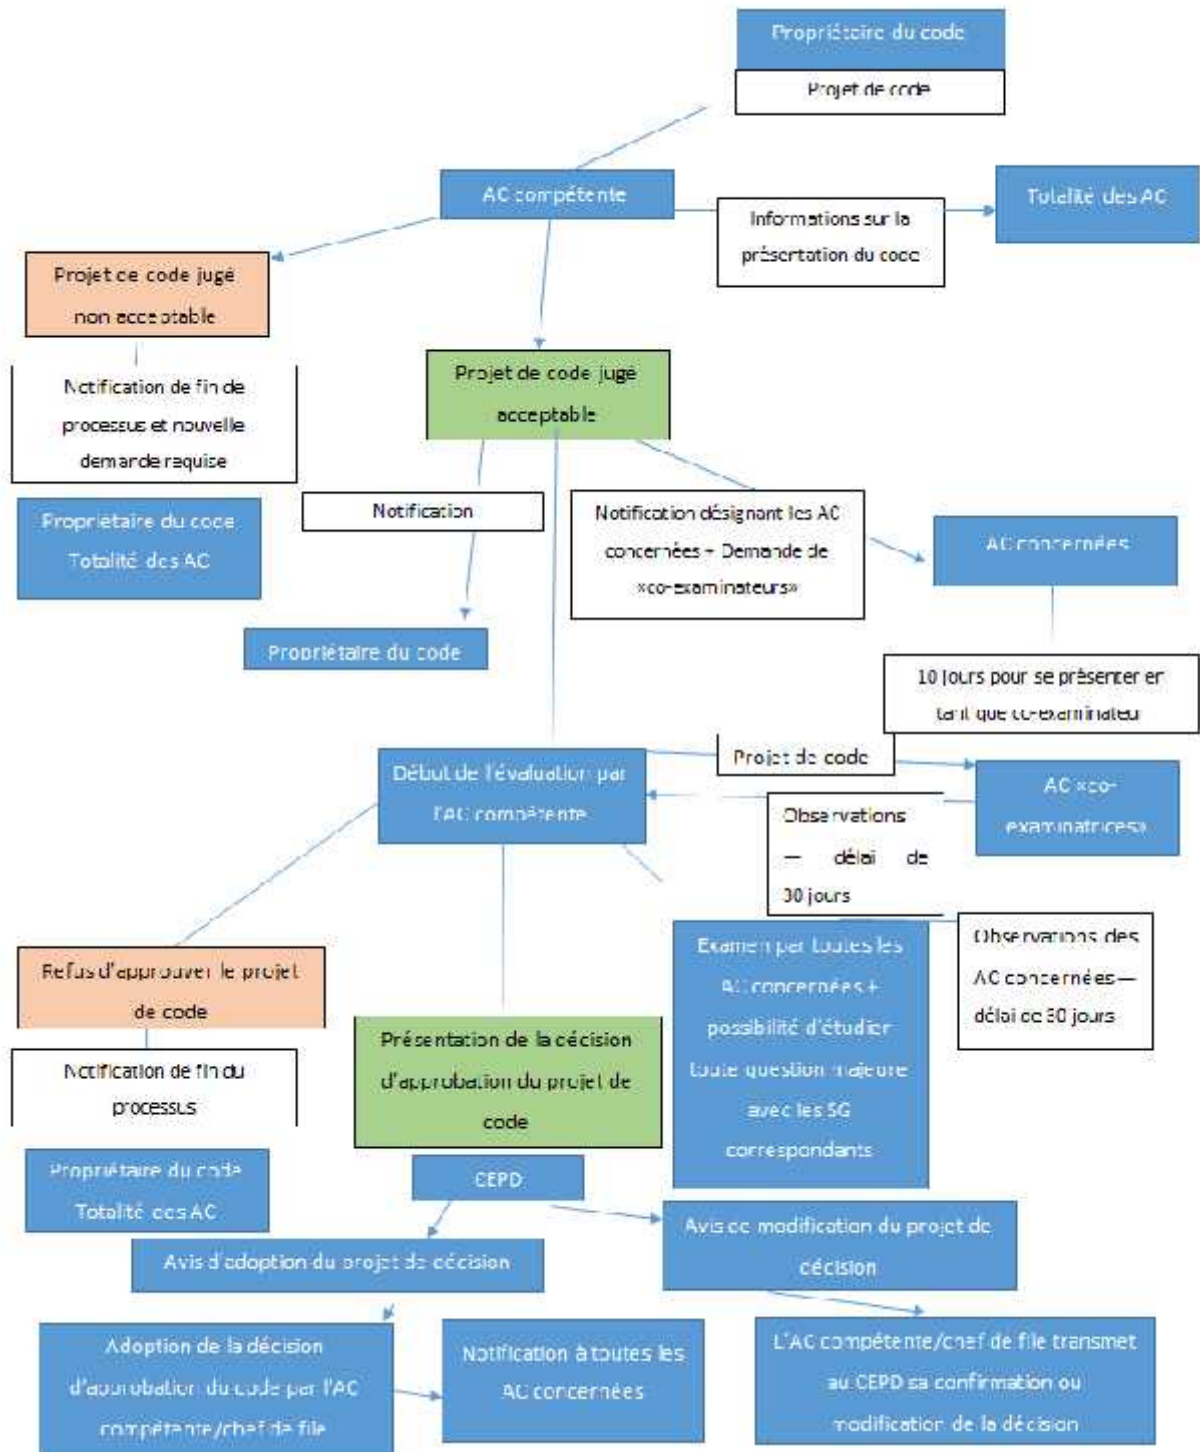 Propriétaire du code
Projet de code
AC compétente
Informations sur la
présentation du code
Totalité des AC
Projet de code jugé
non acceptable
Notification de fin de
processus et nouvelle
demande requise
Propriétaire du code
Totalité des AC
Projet de code jugé
acceptable
Notification
Propriétaire du code
Notification désignant les AC
concernées + Demande de
«co-examinateurs»
AC concernées
10 jours pour se présenter en
tant que co-examinateur
Début de l'évaluation par
l'AC compétente
Projet de code
AC «co-
examinatrices»
Observations
— délai de
30 jours
Refus d'approuver le projet
de code
Notification de fin du
processus
Propriétaire du code
Totalité des AC
Présentation de la décision
d'approbation du projet de
code
Examen par toutes les
AC concernées +
possibilité d'étudier
toute question majeure
avec les SG
correspondants
Observations des
AC concernées —
délai de 30 jours
CEPD
Avis d'adoption du projet de décision
Avis de modification du projet de
décision
Adoption de la décision
d'approbation du code par l'AC
compétente/chef de file
Notification à toutes les
AC concernées
L'AC compétente/chef de file transmet
au CEPD sa confirmation ou
modification de la décision